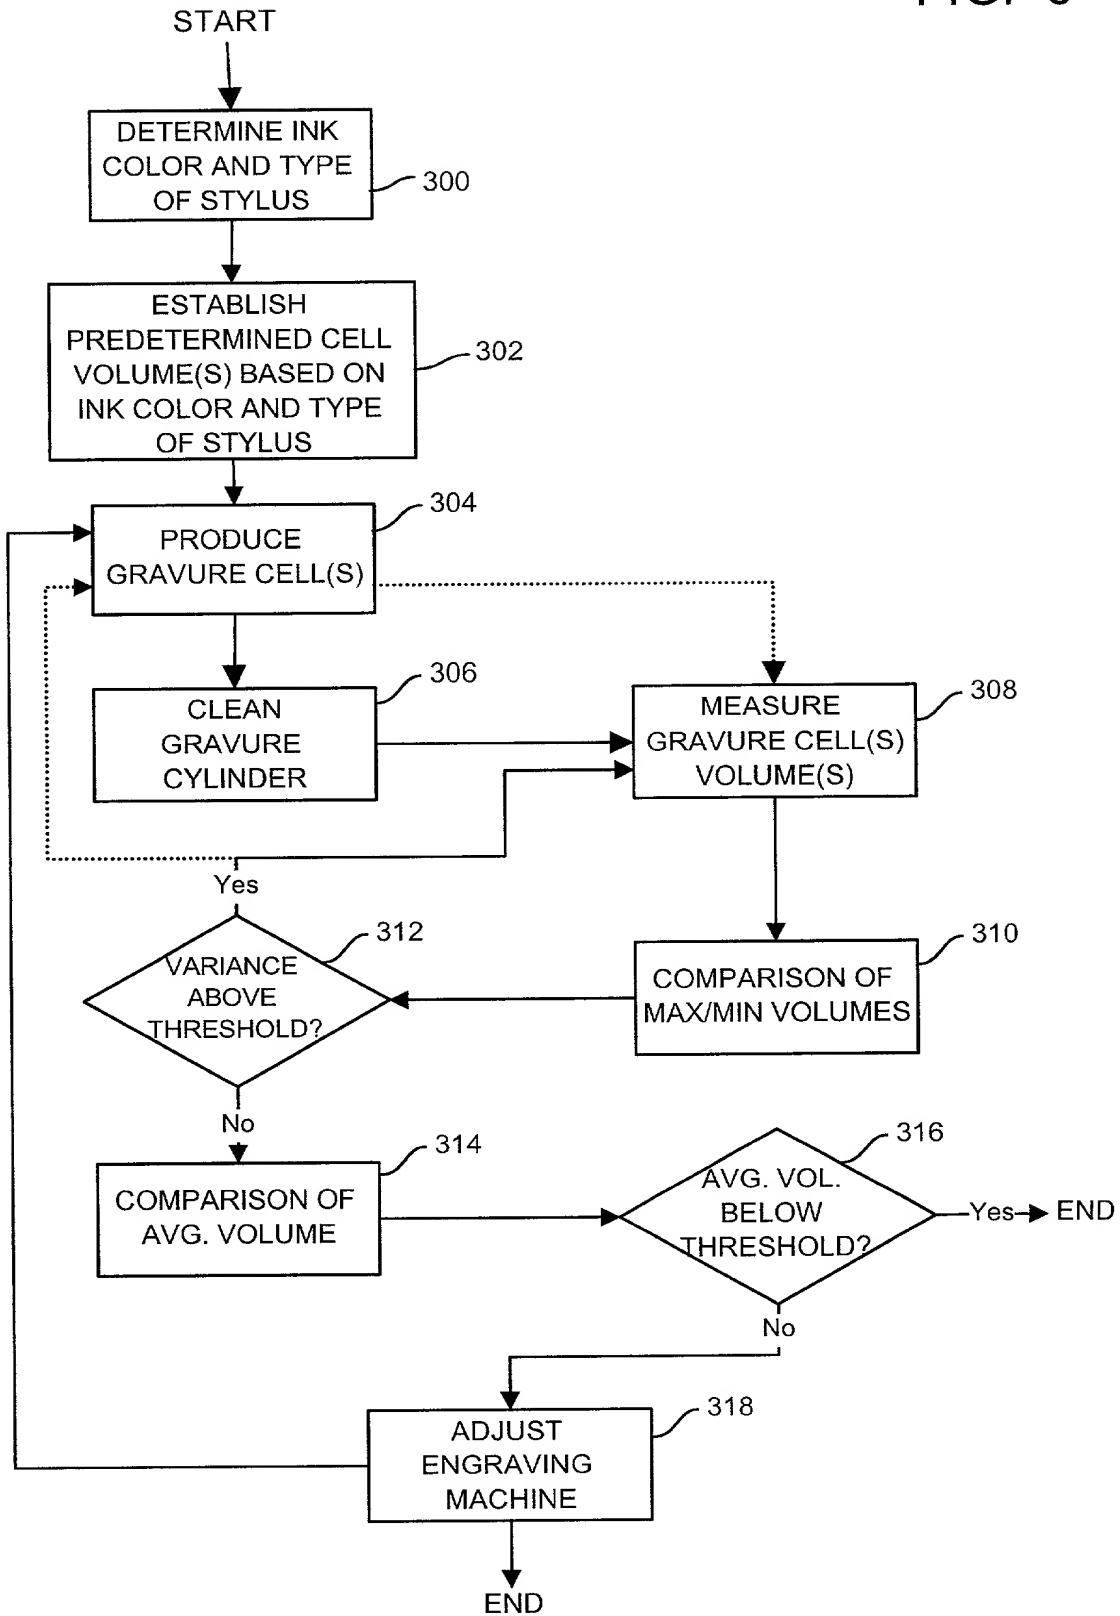 START
DETERMINE INK
COLOR AND TYPE
OF STYLUS
300
ESTABLISH
PREDETERMINED CELL
VOLUME(S) BASED ON
INK COLOR AND TYPE
OF STYLUS
302
304
PRODUCE
GRAVURE CELL(S)
306
CLEAN
GRAVURE
CYLINDER
308
MEASURE
GRAVURE CELL(S)
VOLUME(S)
Yes
312
VARIANCE
ABOVE
THRESHOLD?
310
COMPARISON OF
MAX/MIN VOLUMES
No
314
COMPARISON OF
AVG. VOLUME
316
AVG. VOL.
BELOW
THRESHOLD?
Yes
END
No
318
ADJUST
ENGRAVING
MACHINE
END